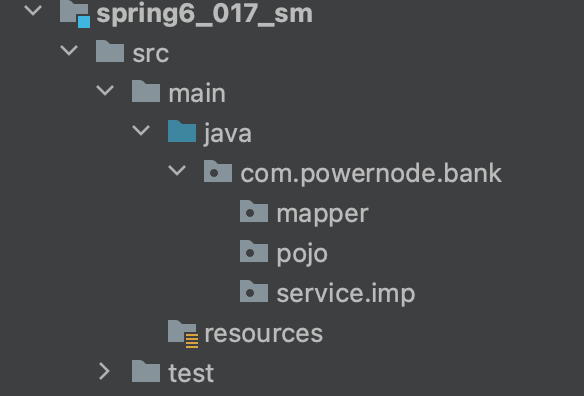 spring6_017_sm
src
main
java
com.powernode.bank
mapper
pojo
service.imp
resources
test